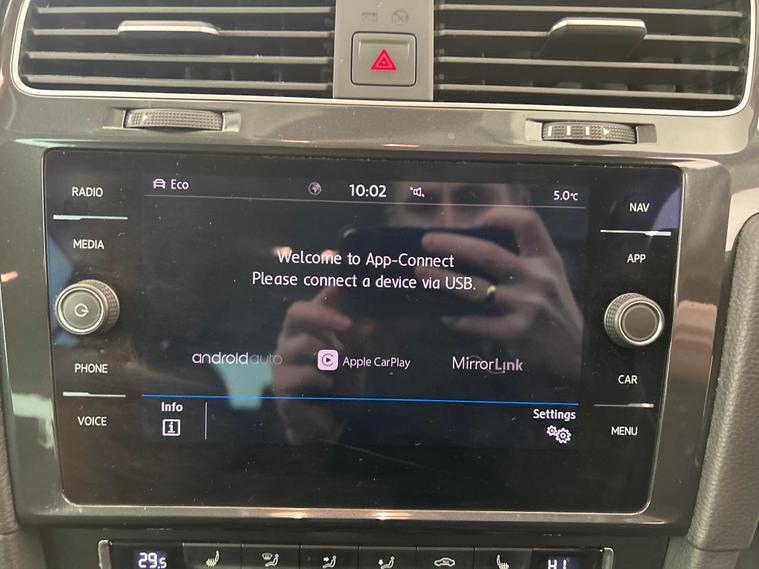 RADIO
MEDIA
PHONE
VOICE
Eco
10:02
5.0°C
Welcome to App-Connect
Please connect a device via USB.
androidauto
Apple CarPlay
MirrorLink
Info
i
Settings
NAV
APP
CAR
MENU
29.5
HI